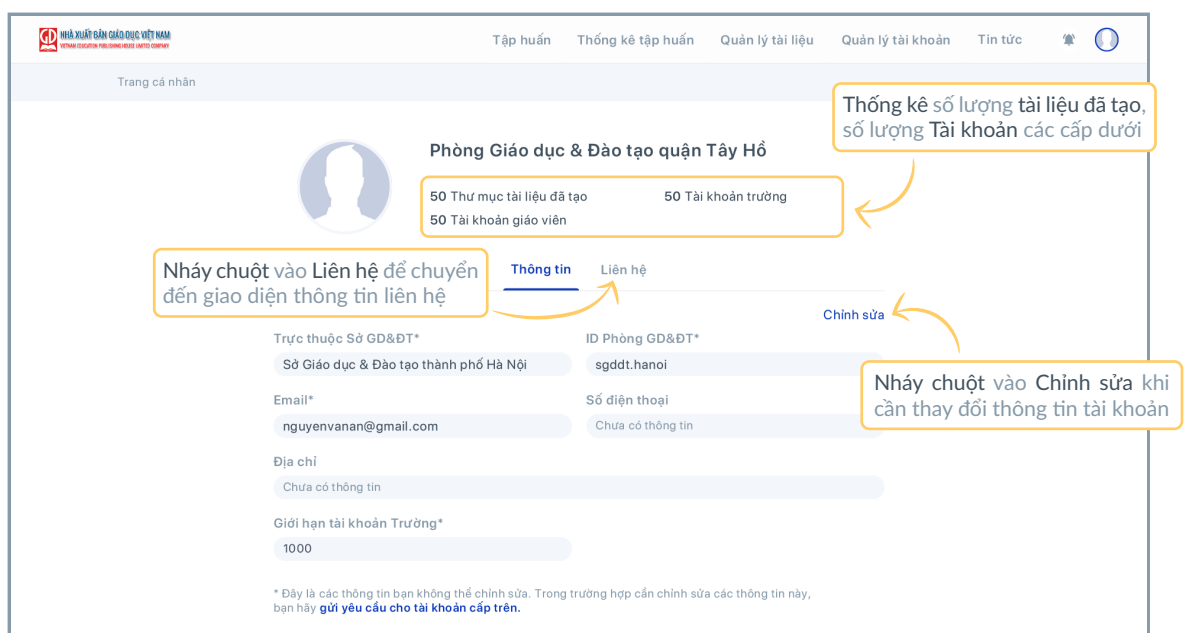 NHÀ XUẤT BẢN GIÁO DỤC VIỆT NAM
VIETNAM EDUCATION PUBLISHING HOUSE LIMITED COMPANY
Tập huấn Thống kê tập huấn Quản lý tài liệu Quản lý tài khoản Tin tức
Trang cá nhân
Thống kê số lượng tài liệu đã tạo,
số lượng Tài khoản các cấp dưới
Phòng Giáo dục & Đào tạo quận Tây Hồ
50 Thư mục tài liệu đã tạo 50 Tài khoản trường
50 Tài khoản giáo viên
Nháy chuột vào Liên hệ để chuyển
đến giao diện thông tin liên hệ
Thông tin Liên hệ
Chỉnh sửa
Trực thuộc Sở GD&ĐT* ID Phòng GD&ĐT*
Sở Giáo dục & Đào tạo thành phố Hà Nội sgddt.hanoi
Nháy chuột vào Chỉnh sửa khi
cần thay đổi thông tin tài khoản
Email* Số điện thoại
nguyenvanan@gmail.com Chưa có thông tin
Địa chỉ
Chưa có thông tin
Giới hạn tài khoản Trường*
1000
* Đây là các thông tin bạn không thể chỉnh sửa. Trong trường hợp cần chỉnh sửa các thông tin này,
bạn hãy gửi yêu cầu cho tài khoản cấp trên.